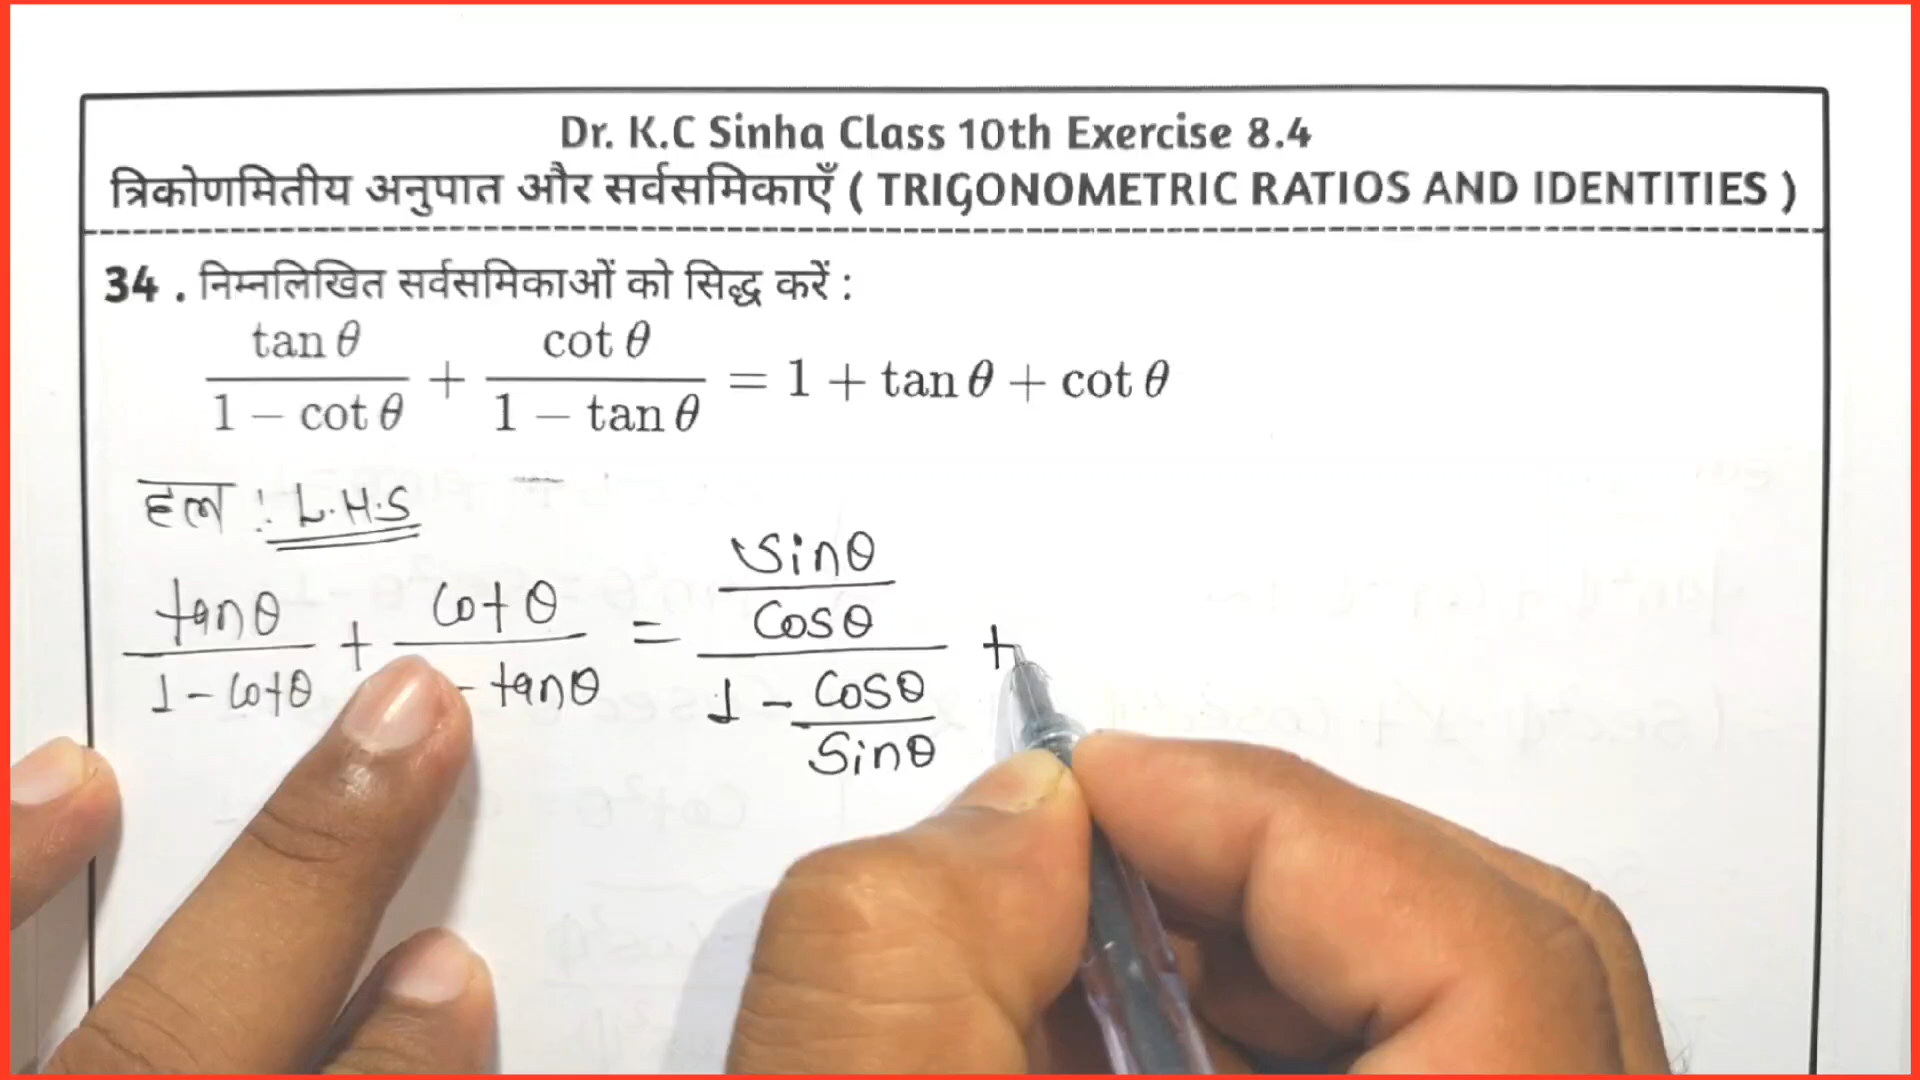 Dr. K.C Sinha Class 10th Exercise 8.4
त्रिकोणमितीय अनुपात और सर्वसमिकाएँ ( TRIGONOMETRIC RATIOS AND IDENTITIES )
34 . निम्नलिखित सर्वसमिकाओं को सिद्ध करें :
tan θ / 1 − cot θ + cot θ / 1 − tan θ = 1 + tan θ + cot θ
हल : L.H.S
tanθ / 1 - cotθ + cotθ / - tanθ = sinθ / cosθ / 1 - cosθ / sinθ +